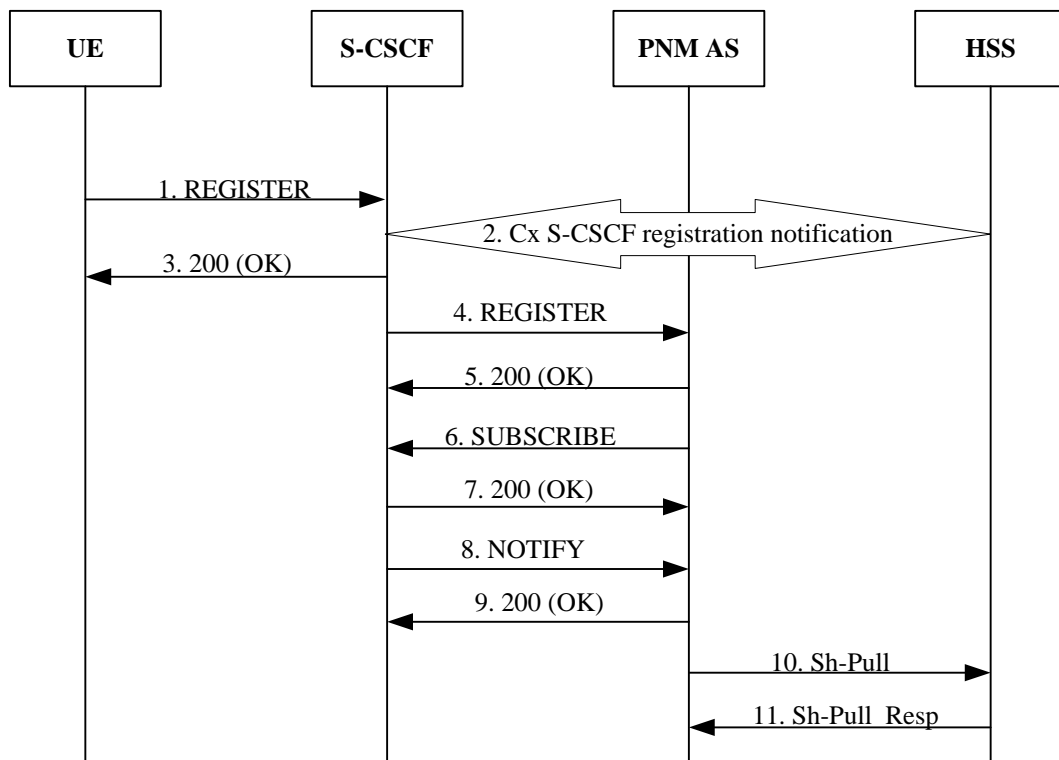 UE
S-CSCF
PNM AS
HSS
1. REGISTER
2. Cx S-CSCF registration notification
3. 200 (OK)
4. REGISTER
5. 200 (OK)
6. SUBSCRIBE
7. 200 (OK)
8. NOTIFY
9. 200 (OK)
10. Sh-Pull
11. Sh-Pull Resp